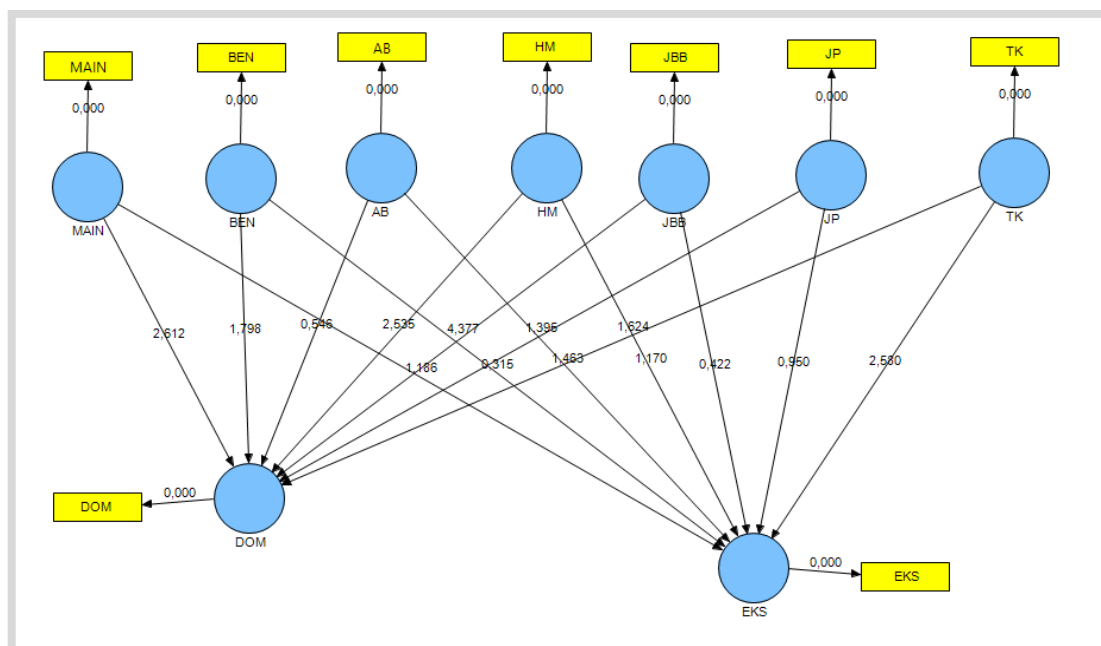 MAIN
BEN
AB
HM
JBB
JP
TK
0,000
0,000
0,000
0,000
0,000
0,000
0,000
MAIN
BEN
AB
HM
JBB
JP
TK
2,612
1,798
0,546
2,535
4,377
1,395
1,624
1,186
0,315
1,463
1,170
0,422
0,950
2,580
DOM
0,000
DOM
0,000
EKS
EKS